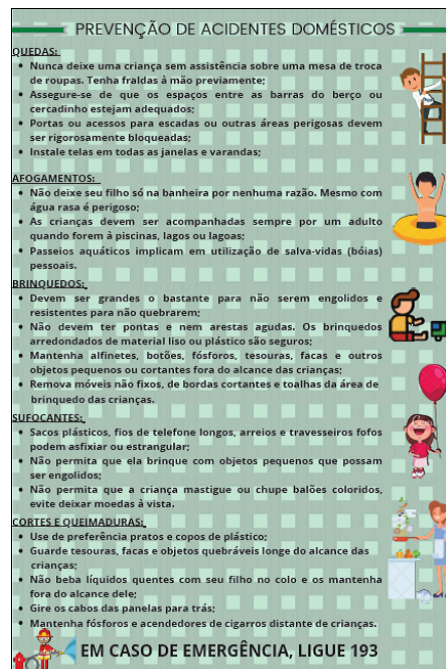 PREVENÇÃO DE ACIDENTES DOMÉSTICOS
QUEDAS:
• Nunca deixe uma criança sem assistência sobre uma mesa de troca
de roupas. Tenha fraldas à mão previamente;
• Assegure-se de que os espaços entre as barras do berço ou
cercadinho estejam adequados;
• Portas ou acessos para escadas ou outras áreas perigosas devem
ser rigorosamente bloqueadas;
• Instale telas em todas as janelas e varandas;
AFOGAMENTOS:
• Não deixe seu filho só na banheira por nenhuma razão. Mesmo com
água rasa é perigoso;
• As crianças devem ser acompanhadas sempre por um adulto
quando forem à piscinas, lagos ou lagoas;
• Passeios aquáticos implicam em utilização de salva-vidas (bóias)
pessoais.
BRINQUEDOS:
• Devem ser grandes o bastante para não serem engolidos e
resistentes para não quebrarem;
• Não devem ter pontas e nem arestas agudas. Os brinquedos
arredondados de material liso ou plástico são seguros;
• Mantenha alfinetes, botões, fósforos, tesouras, facas e outros
objetos pequenos ou cortantes fora do alcance das crianças;
• Remova móveis não fixos, de bordas cortantes e toalhas da área de
brinquedo das crianças.
SUFOCANTES:
• Sacos plásticos, fios de telefone longos, arreios e travesseiros fofos
podem asfixiar ou estrangular;
• Não permita que ela brinque com objetos pequenos que possam
ser engolidos;
• Não permita que a criança mastigue ou chupe balões coloridos,
evite deixar moedas à vista.
CORTES E QUEIMADURAS:
• Use de preferência pratos e copos de plástico;
• Guarde tesouras, facas e objetos quebráveis longe do alcance das
crianças;
• Não beba líquidos quentes com seu filho no colo e os mantenha
fora do alcance dele;
• Gire os cabos das panelas para trás;
• Mantenha fósforos e acendedores de cigarros distante de crianças.
EM CASO DE EMERGÊNCIA, LIGUE 193